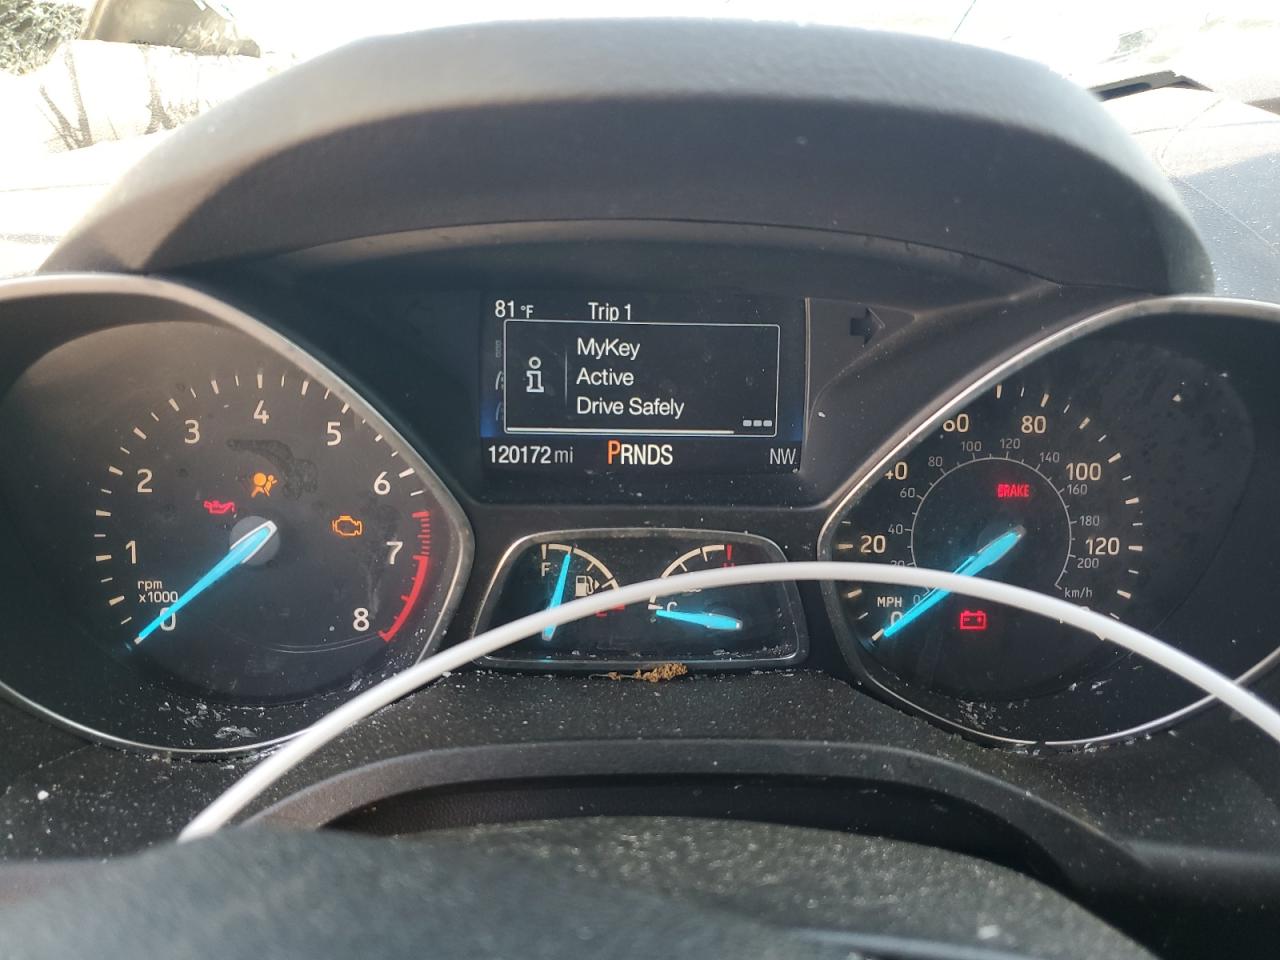 81 °F Trip 1
MyKey
Active
Drive Safely
120172 mi PRNDS NW
0 1 2 3 4 5 6 7 8
rpm
x1000
F
C
0 20 40 60 80 100 120
40 60 80 100 120 140 160 180 200
MPH
km/h
BRAKE